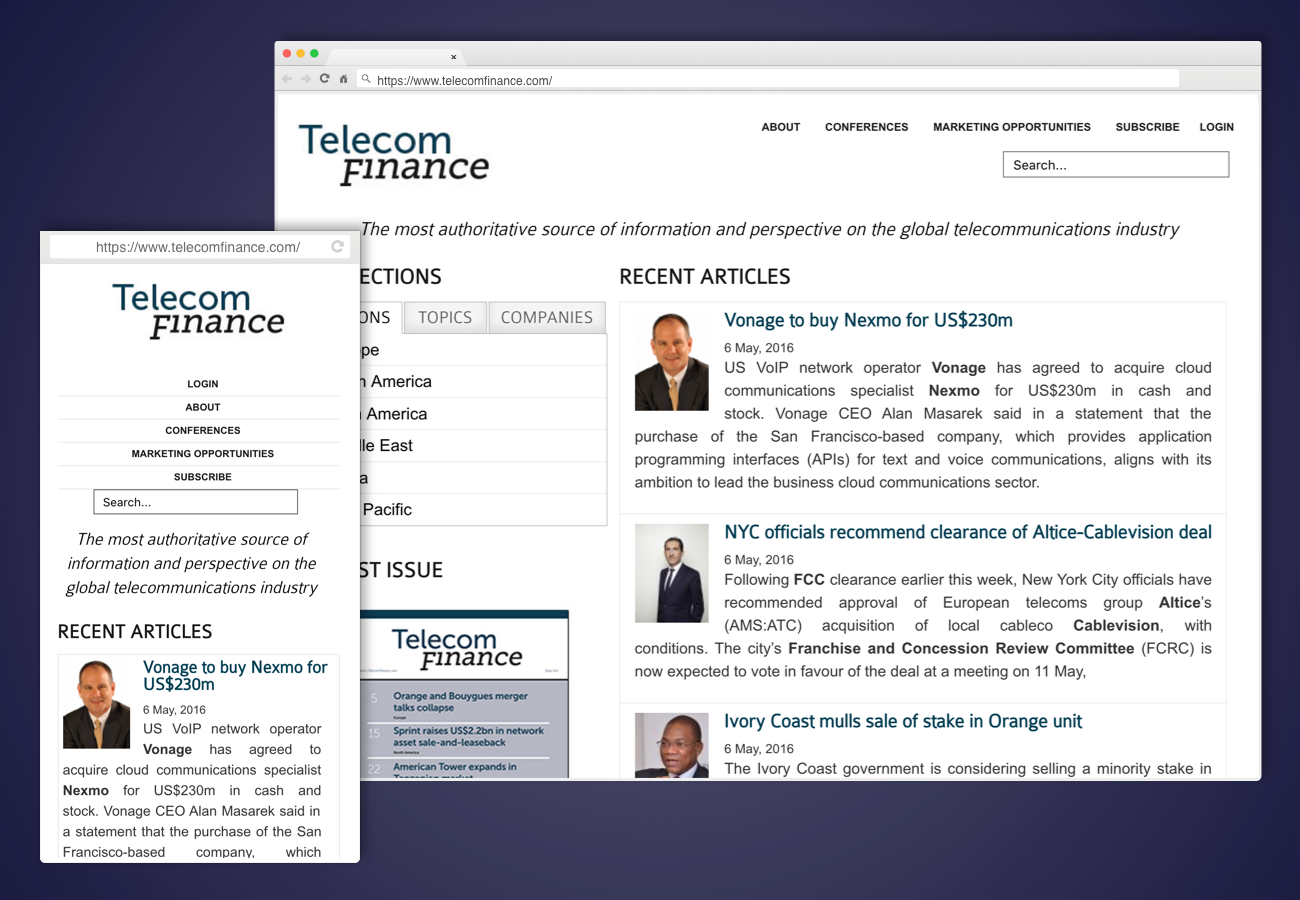 ×
https://www.telecomfinance.com/
Telecom
Finance
ABOUT CONFERENCES MARKETING OPPORTUNITIES SUBSCRIBE LOGIN
Search...
The most authoritative source of information and perspective on the global telecommunications industry
ECTIONS
ONS TOPICS COMPANIES
pe
n America
America
le East
a
Pacific
ST ISSUE
Telecom
Finance
5 Orange and Bouygues merger
talks collapse
Europe
15 Sprint raises US$2.2bn in network
asset sale-and-leaseback
North America
22 American Tower expands in
Tanzanian market
RECENT ARTICLES
Vonage to buy Nexmo for US$230m
6 May, 2016
US VoIP network operator Vonage has agreed to acquire cloud
communications specialist Nexmo for US$230m in cash and
stock. Vonage CEO Alan Masarek said in a statement that the
purchase of the San Francisco-based company, which provides application
programming interfaces (APIs) for text and voice communications, aligns with its
ambition to lead the business cloud communications sector.
NYC officials recommend clearance of Altice-Cablevision deal
6 May, 2016
Following FCC clearance earlier this week, New York City officials have
recommended approval of European telecoms group Altice's
(AMS:ATC) acquisition of local cableco Cablevision, with
conditions. The city's Franchise and Concession Review Committee (FCRC) is
now expected to vote in favour of the deal at a meeting on 11 May,
Ivory Coast mulls sale of stake in Orange unit
6 May, 2016
The Ivory Coast government is considering selling a minority stake in
https://www.telecomfinance.com/
Telecom
Finance
LOGIN
ABOUT
CONFERENCES
MARKETING OPPORTUNITIES
SUBSCRIBE
Search...
The most authoritative source of
information and perspective on the
global telecommunications industry
RECENT ARTICLES
Vonage to buy Nexmo for
US$230m
6 May, 2016
US VoIP network operator
Vonage has agreed to
acquire cloud communications specialist
Nexmo for US$230m in cash and
stock. Vonage CEO Alan Masarek said in
a statement that the purchase of the San
Francisco-based company, which